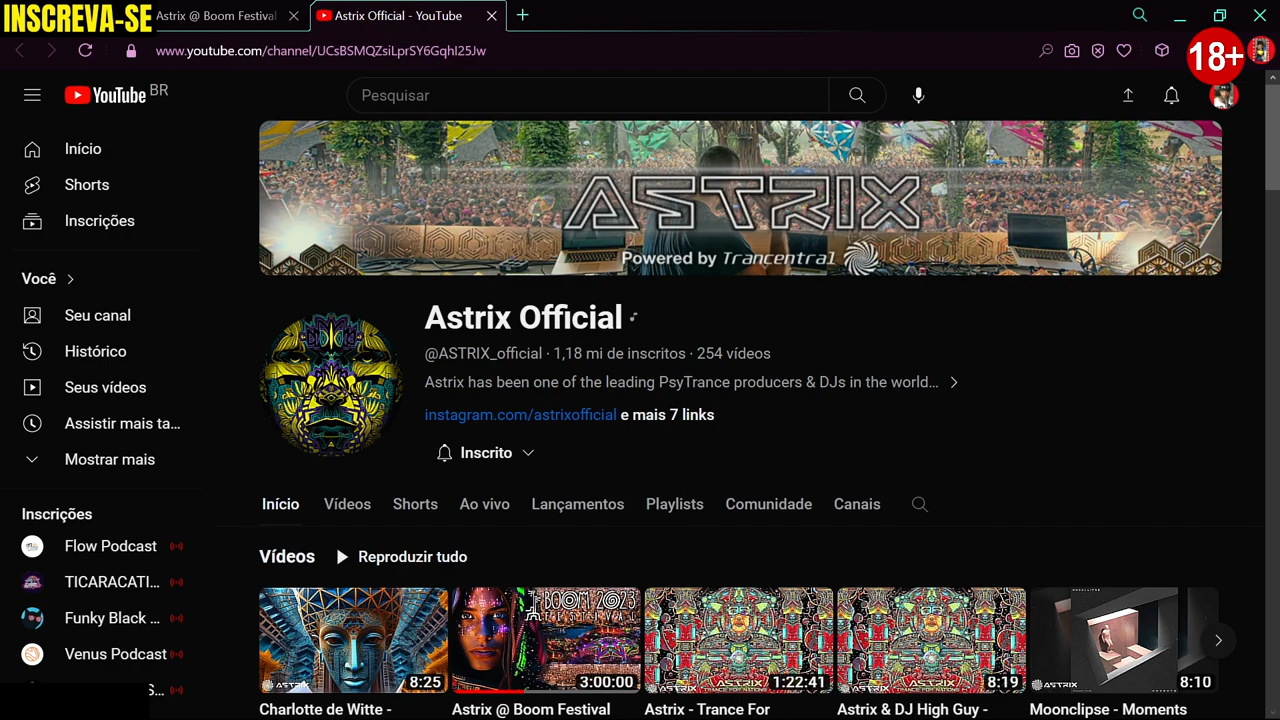 INSCREVA-SE
Astrix @ Boom Festival
Astrix Official - YouTube
18+
www.youtube.com/channel/UCsBSMQZsiLprSY6GqhI25Jw
YouTube BR
Pesquisar
Início
Shorts
Inscrições
Você
Seu canal
Histórico
Seus vídeos
Assistir mais ta...
Mostrar mais
Inscrições
Flow Podcast
TICARACATI...
Funky Black ...
Venus Podcast
S...
ASTRIX
Powered by Trancentral
Astrix Official
@ASTRIX_official · 1,18 mi de inscritos · 254 vídeos
Astrix has been one of the leading PsyTrance producers & DJs in the world...
instagram.com/astrixofficial e mais 7 links
Inscrito
Início Vídeos Shorts Ao vivo Lançamentos Playlists Comunidade Canais
Vídeos Reproduzir tudo
ASTRIX
8:25
BOOM 2023
3:00:00
ASTRIX
1:22:41
ASTRIX
8:19
ASTRIX
8:10
Charlotte de Witte -
Astrix @ Boom Festival
Astrix - Trance For
Astrix & DJ High Guy -
Moonclipse - Moments